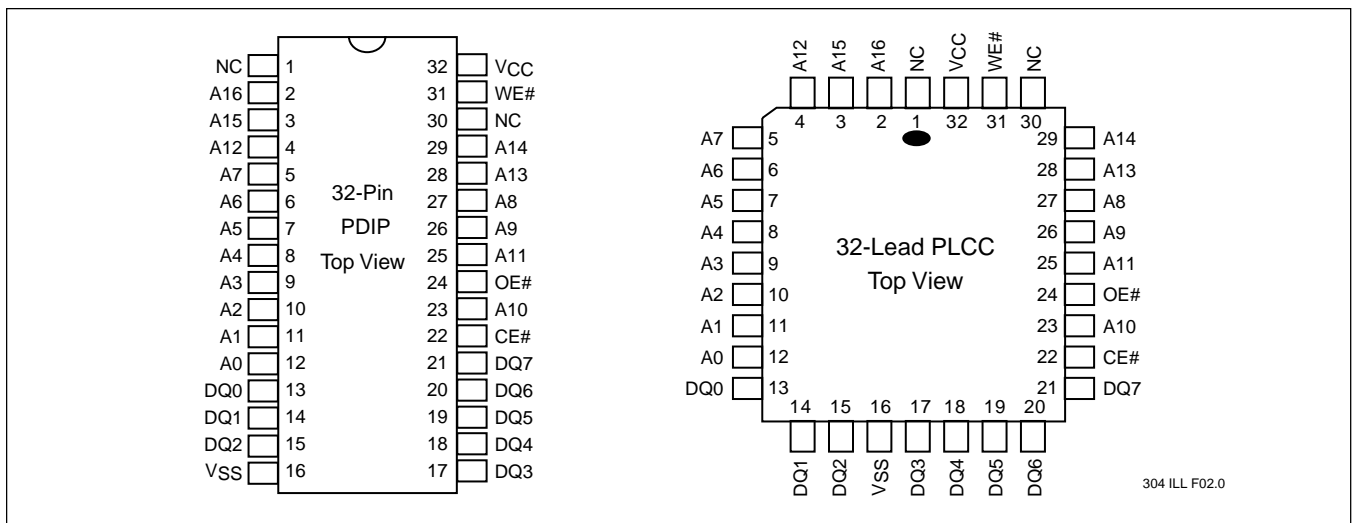 NC 1 32 VCC
A16 2 31 WE#
A15 3 30 NC
A12 4 29 A14
A7 5 28 A13
A6 6 27 A8
A5 7 26 A9
A4 8 25 A11
A3 9 24 OE#
A2 10 23 A10
A1 11 22 CE#
A0 12 21 DQ7
DQ0 13 20 DQ6
DQ1 14 19 DQ5
DQ2 15 18 DQ4
VSS 16 17 DQ3
32-Pin
PDIP
Top View
A12 A15 A16 NC VCC WE# NC
4 3 2 1 32 31 30
A7 5 29 A14
A6 6 28 A13
A5 7 27 A8
A4 8 26 A9
A3 9 25 A11
A2 10 24 OE#
A1 11 23 A10
A0 12 22 CE#
DQ0 13 21 DQ7
32-Lead PLCC
Top View
14 15 16 17 18 19 20
DQ1 DQ2 VSS DQ3 DQ4 DQ5 DQ6
304 ILL F02.0